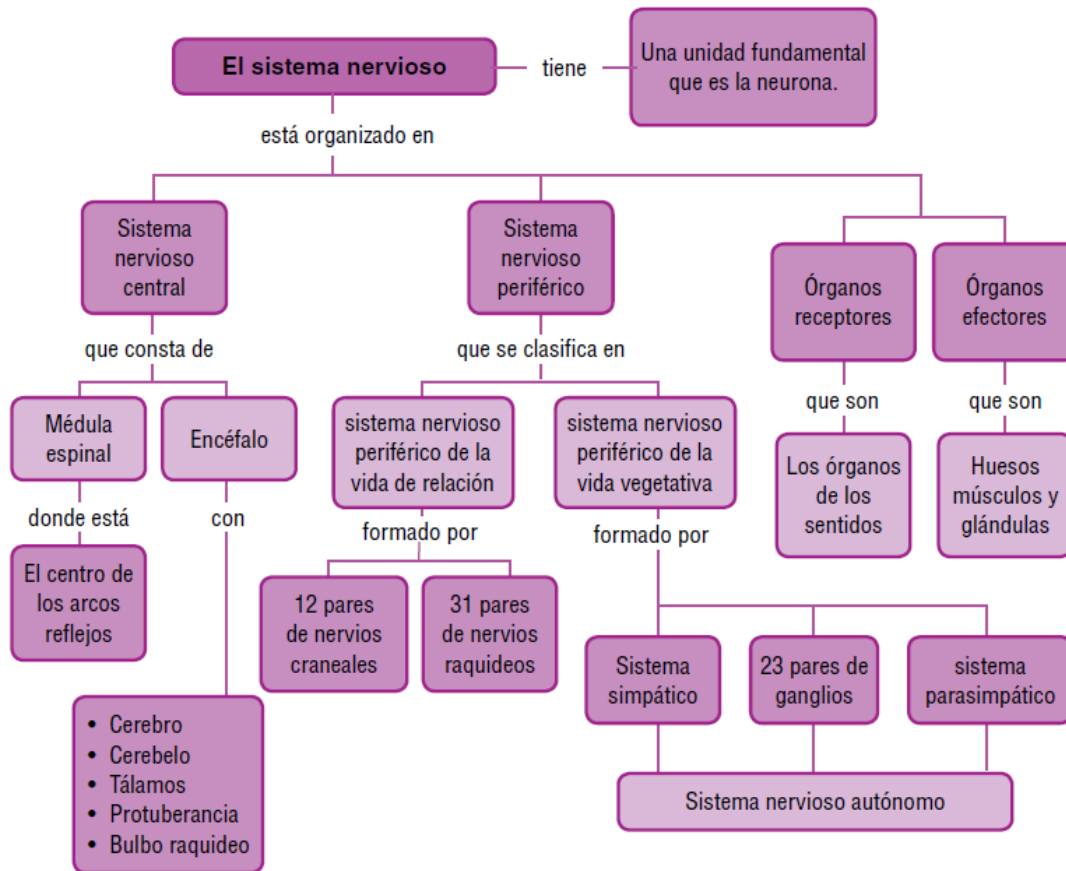 El sistema nervioso
tiene
Una unidad fundamental
que es la neurona.
está organizado en
Sistema
nervioso
central
Sistema
nervioso
periférico
Órganos
receptores
Órganos
efectores
que consta de
que se clasifica en
que son
que son
Médula
espinal
Encéfalo
sistema nervioso
periférico de la
vida de relación
sistema nervioso
periférico de la
vida vegetativa
Los órganos
de los
sentidos
Huesos
músculos y
glándulas
donde está
con
formado por
formado por
El centro de
los arcos
reflejos
12 pares
de nervios
craneales
31 pares
de nervios
raquideos
Sistema
simpático
23 pares de
ganglios
sistema
parasimpático
• Cerebro
• Cerebelo
• Tálamos
• Protuberancia
• Bulbo raquideo
Sistema nervioso autónomo